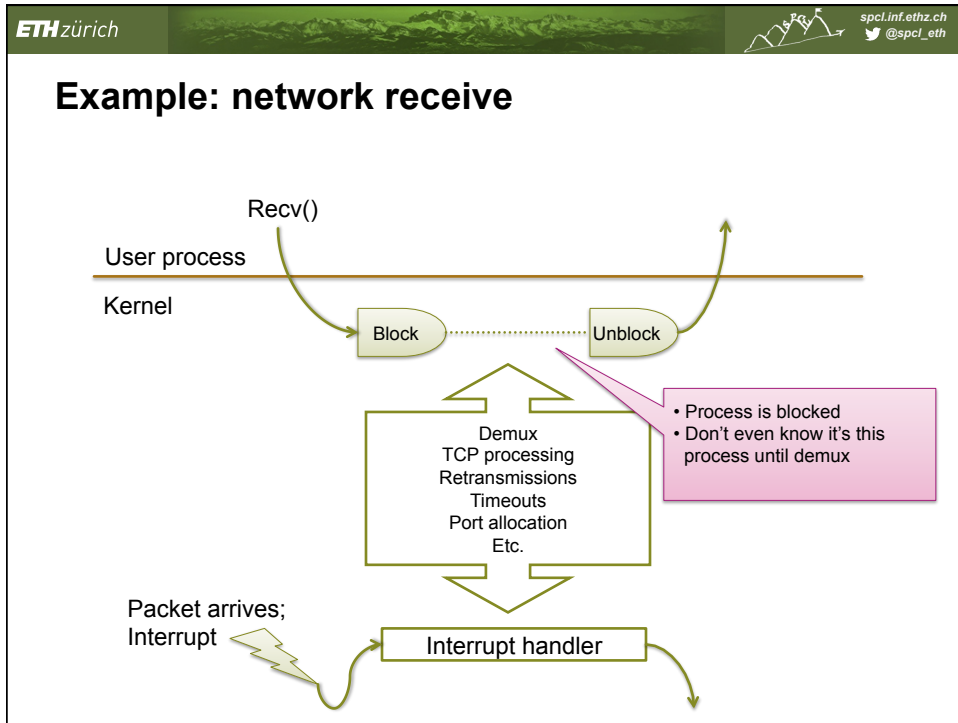 ETH zürich
spcl.inf.ethz.ch
@spcl_eth
SPCL
Example: network receive
Recv()
User process
Kernel
Block
Unblock
• Process is blocked
• Don't even know it's this
process until demux
Demux
TCP processing
Retransmissions
Timeouts
Port allocation
Etc.
Packet arrives;
Interrupt
Interrupt handler